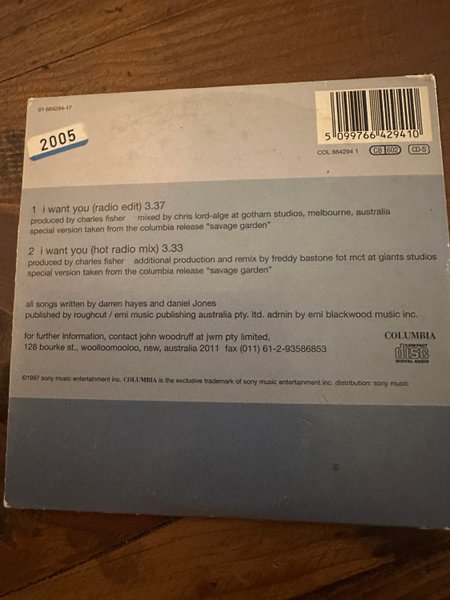 01-664294-17
2005
5 099766 429410
COL 664294 1 CB 602 CD-S
1 i want you (radio edit) 3.37
produced by charles fisher mixed by chris lord-alge at gotham studios, melbourne, australia
special version taken from the columbia release "savage garden"
2 i want you (hot radio mix) 3.33
produced by charles fisher additional production and remix by freddy bastone fot mct at giants studios
special version taken from the columbia release "savage garden"
all songs written by darren hayes and daniel Jones
published by roughcut / emi music publishing australia pty. ltd. admin by emi blackwood music inc.
for further information, contact john woodruff at jwm pty limited,
128 bourke st., woolloomooloo, nsw, australia 2011 fax (011) 61-2-93586853
COLUMBIA
COMPACT
disc
DIGITAL AUDIO
©1997 sony music entertainment inc. COLUMBIA is the exclusive trademark of sony music entertainment inc. distribution: sony music